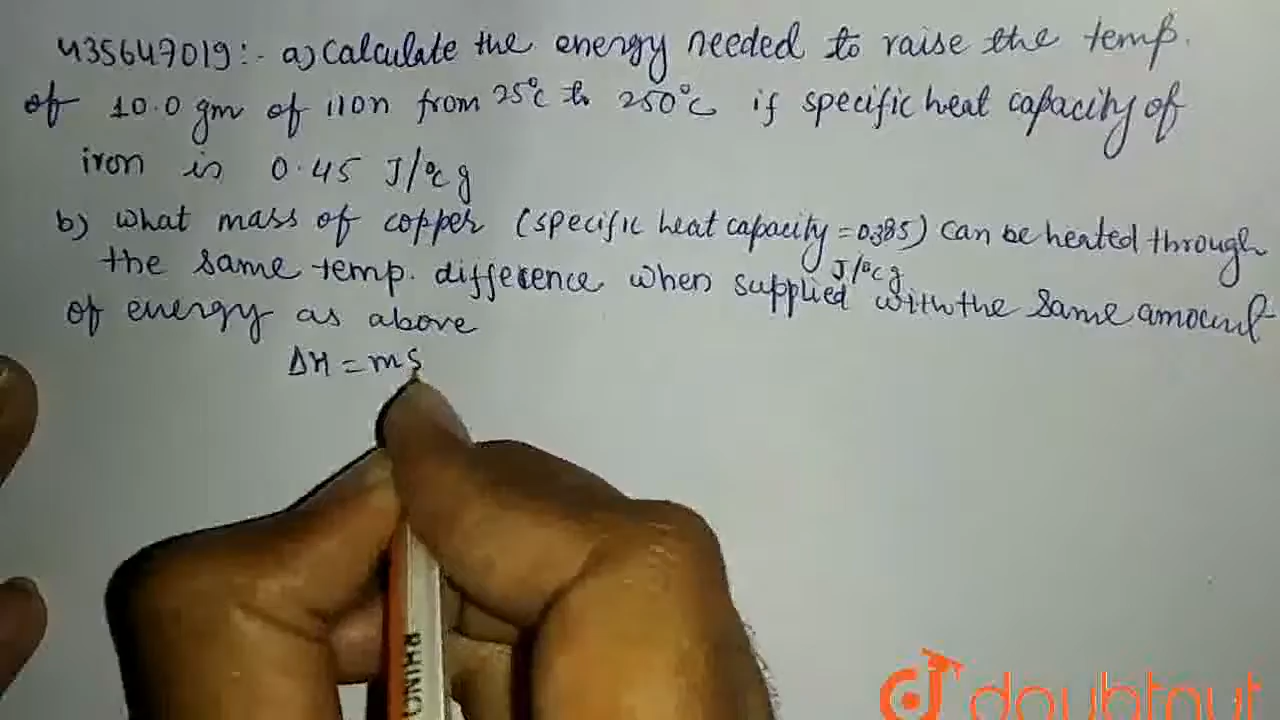 435647019:- a) Calculate the energy needed to raise the temp.
of 10.0 gm of iron from 25°C to 250°C if specific heat capacity of
iron is 0.45 J/°C g
b) What mass of copper (specific heat capacity = 0.385) can be heated through
J/°C g
the same temp. difference when supplied with the same amount
of energy as above
ΔH = m S
RHINO
doubtnut